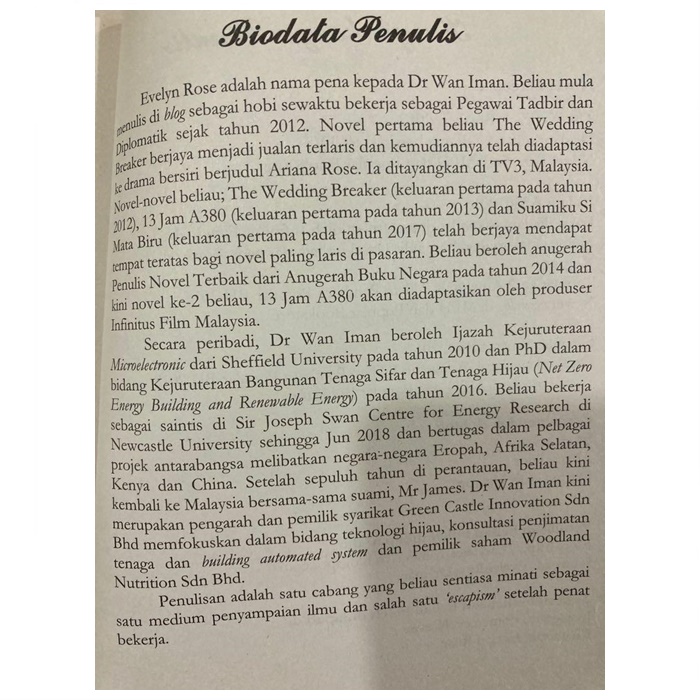 Biodata Penulis
Evelyn Rose adalah nama pena kepada Dr Wan Iman. Beliau mula
menulis di blog sebagai hobi sewaktu bekerja sebagai Pegawai Tadbir dan
Diplomatik sejak tahun 2012. Novel pertama beliau The Wedding
Breaker berjaya menjadi jualan terlaris dan kemudiannya telah diadaptasi
ke drama bersiri berjudul Ariana Rose. Ia ditayangkan di TV3, Malaysia.
Novel-novel beliau; The Wedding Breaker (keluaran pertama pada tahun
2012), 13 Jam A380 (keluaran pertama pada tahun 2013) dan Suamiku Si
Mata Biru (keluaran pertama pada tahun 2017) telah berjaya mendapat
tempat teratas bagi novel paling laris di pasaran. Beliau beroleh anugerah
Penulis Novel Terbaik dari Anugerah Buku Negara pada tahun 2014 dan
kini novel ke-2 beliau, 13 Jam A380 akan diadaptasikan oleh produser
Infinitus Film Malaysia.
Secara peribadi, Dr Wan Iman beroleh Ijazah Kejuruteraan
Microelectronic dari Sheffield University pada tahun 2010 dan PhD dalam
bidang Kejuruteraan Bangunan Tenaga Sifar dan Tenaga Hijau (Net Zero
Energy Building and Renewable Energy) pada tahun 2016. Beliau bekerja
sebagai saintis di Sir Joseph Swan Centre for Energy Research di
Newcastle University sehingga Jun 2018 dan bertugas dalam pelbagai
projek antarabangsa melibatkan negara-negara Eropah, Afrika Selatan,
Kenya dan China. Setelah sepuluh tahun di perantauan, beliau kini
kembali ke Malaysia bersama-sama suami, Mr James. Dr Wan Iman kini
merupakan pengarah dan pemilik syarikat Green Castle Innovation Sdn
Bhd memfokuskan dalam bidang teknologi hijau, konsultasi penjimatan
tenaga dan building automated system dan pemilik saham Woodland
Nutrition Sdn Bhd.
Penulisan adalah satu cabang yang beliau sentiasa minati sebagai
satu medium penyampaian ilmu dan salah satu 'escapism' setelah penat
bekerja.